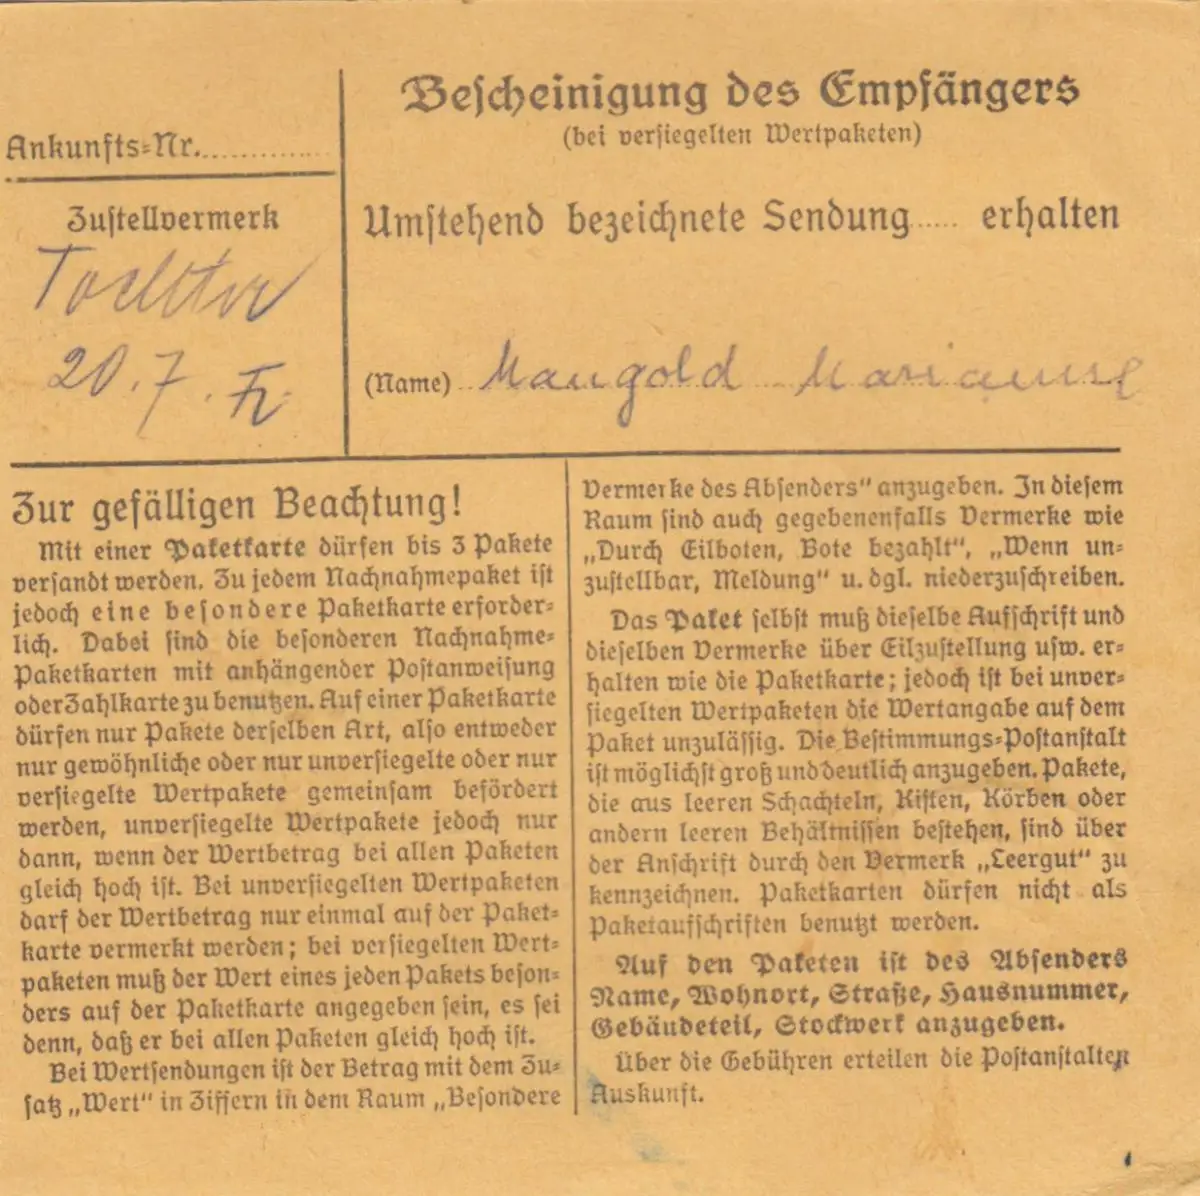 Ankunfts-Nr.
Bescheinigung des Empfängers
(bei versiegelten Wertpaketen)
Zustellvermerk
Tochter
20.7.
Umstehend bezeichnete Sendung ..... erhalten
(Name) Mangold Marianne
Zur gefälligen Beachtung!
Mit einer Paketkarte dürfen bis 3 Pakete
versandt werden. Zu jedem Nachnahmepaket ist
jedoch eine besondere Paketkarte erforder-
lich. Dabei sind die besonderen Nachnahme-
Paketkarten mit anhängender Postanweisung
oder Zahlkarte zu benutzen. Auf einer Paketkarte
dürfen nur Pakete derselben Art, also entweder
nur gewöhnliche oder nur unversiegelte oder nur
versiegelte Wertpakete gemeinsam befördert
werden, unversiegelte Wertpakete jedoch nur
dann, wenn der Wertbetrag bei allen Paketen
gleich hoch ist. Bei unversiegelten Wertpaketen
darf der Wertbetrag nur einmal auf der Paket-
karte vermerkt werden; bei versiegelten Wert-
paketen muß der Wert eines jeden Pakets beson-
ders auf der Paketkarte angegeben sein, es sei
denn, daß er bei allen Paketen gleich hoch ist.
Bei Wertsendungen ist der Betrag mit dem Zu-
satz „Wert“ in Ziffern in dem Raum „Besondere
Vermerke des Absenders“ anzugeben. In diesem
Raum sind auch gegebenenfalls Vermerke wie
„Durch Eilboten, Bote bezahlt“, „Wenn un-
zustellbar, Meldung“ u. dgl. niederzuschreiben.
Das Paket selbst muß dieselbe Aufschrift und
dieselben Vermerke über Eilzustellung usw. er-
halten wie die Paketkarte; jedoch ist bei unver-
siegelten Wertpaketen die Wertangabe auf dem
Paket unzulässig. Die Bestimmungs-Postanstalt
ist möglichst groß und deutlich anzugeben. Pakete,
die aus leeren Schachteln, Kisten, Körben oder
andern leeren Behältnissen bestehen, sind über
der Anschrift durch den Vermerk „Leergut“ zu
kennzeichnen. Paketkarten dürfen nicht als
Paketaufschriften benutzt werden.
Auf den Paketen ist des Absenders
Name, Wohnort, Straße, Hausnummer,
Gebäudeteil, Stockwerk anzugeben.
Über die Gebühren erteilen die Postanstalten
Auskunft.